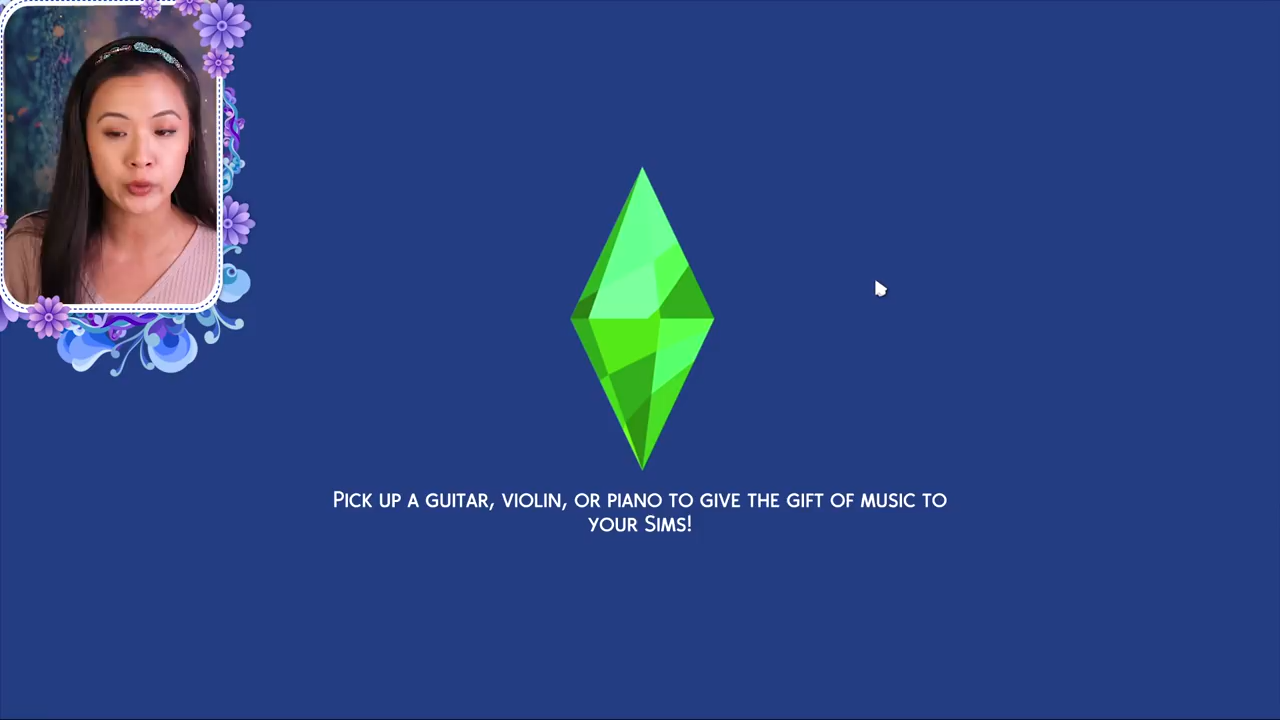 Pick up a guitar, violin, or piano to give the gift of music to
your Sims!